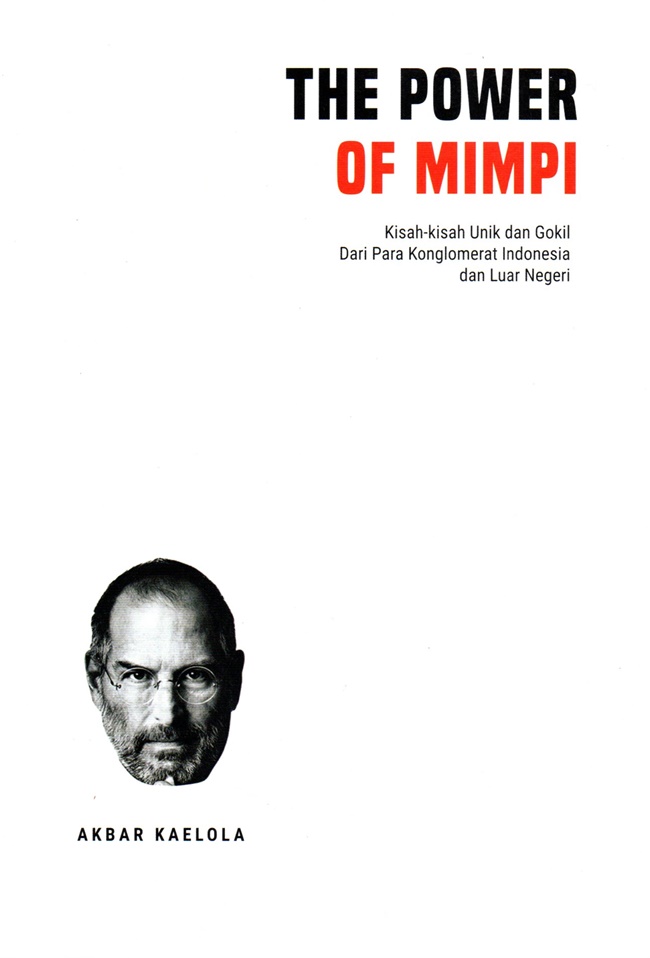 THE POWER
OF MIMPI
Kisah-kisah Unik dan Gokil
Dari Para Konglomerat Indonesia
dan Luar Negeri
AKBAR KAELOLA